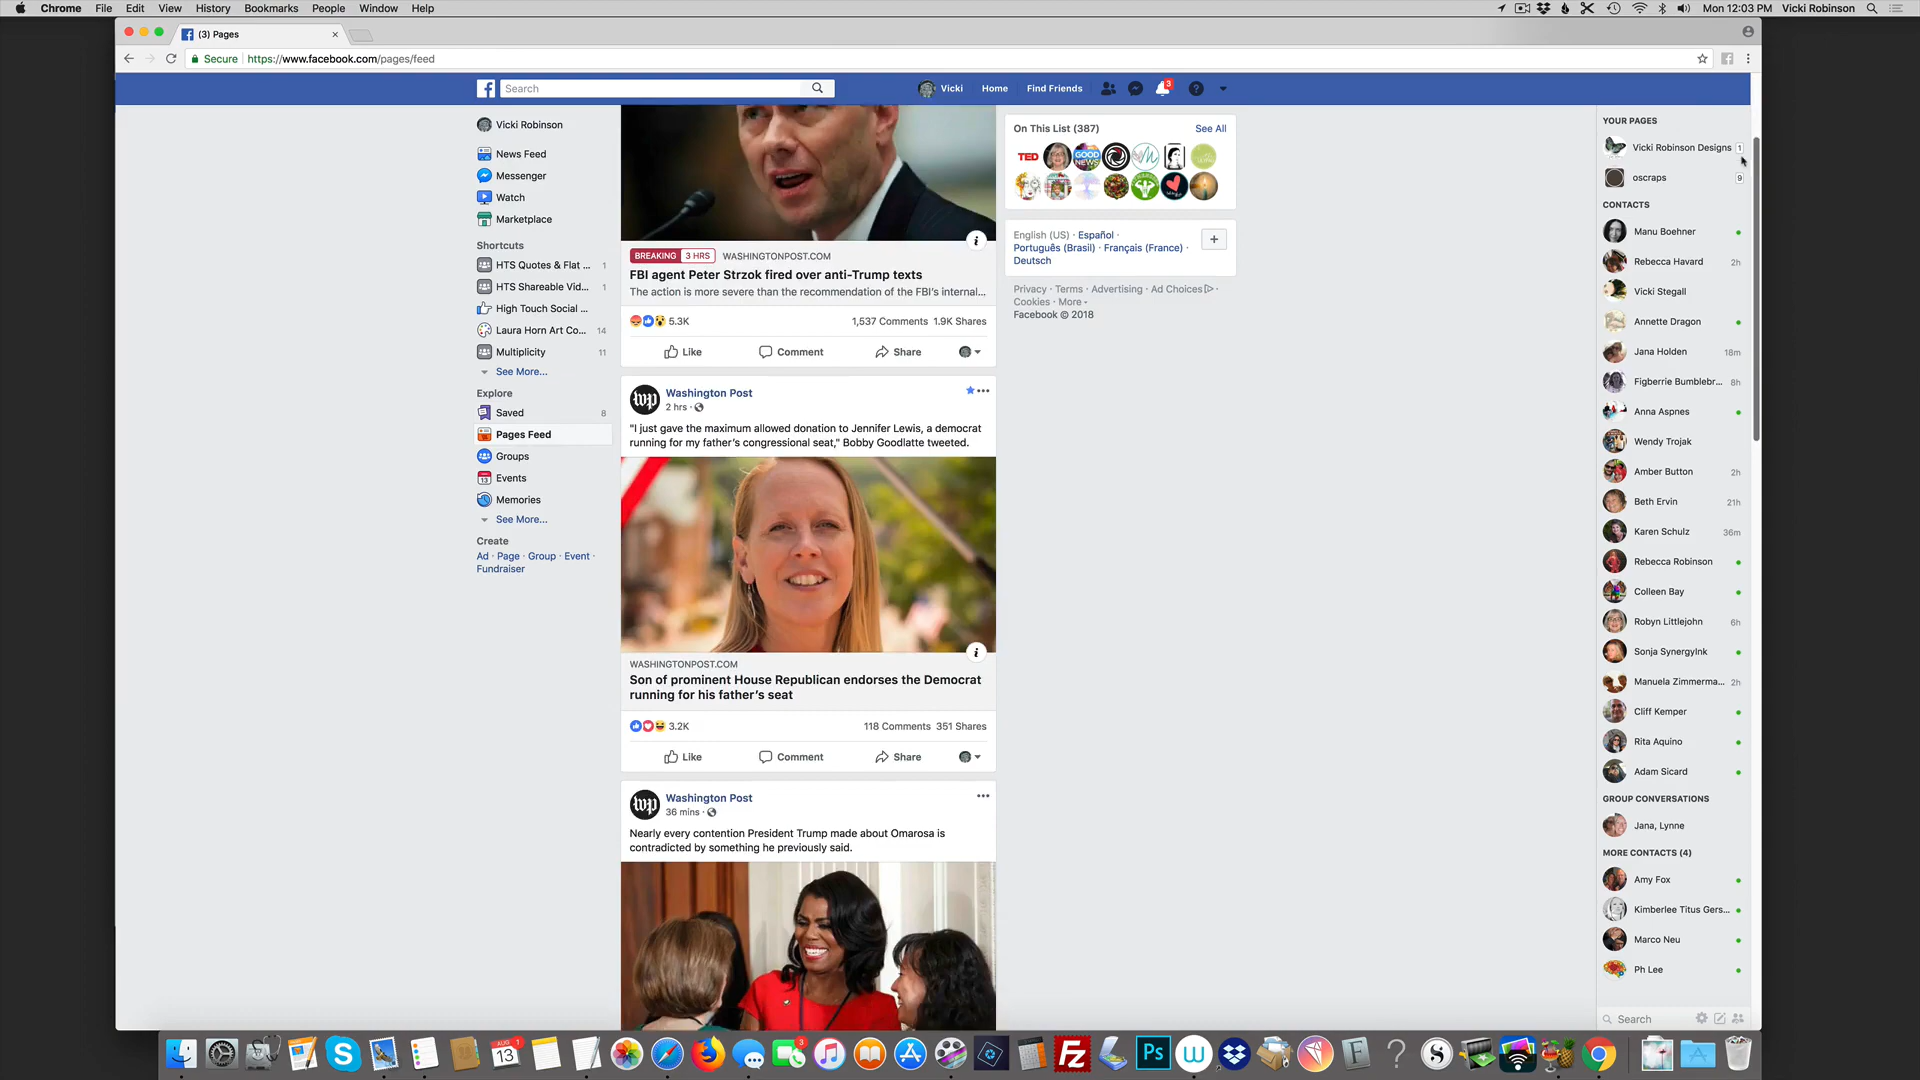 Chrome File Edit View History Bookmarks People Window Help
Mon 12:03 PM Vicki Robinson
(3) Pages
Secure https://www.facebook.com/pages/feed
Search
Vicki Home Find Friends 3
Vicki Robinson
News Feed
Messenger
Watch
Marketplace
Shortcuts
HTS Quotes & Flat ... 1
HTS Shareable Vid... 1
High Touch Social ...
Laura Horn Art Co... 14
Multiplicity 11
See More...
Explore
Saved 8
Pages Feed
Groups
Events
Memories
See More...
Create
Ad · Page · Group · Event ·
Fundraiser
BREAKING 3 HRS WASHINGTONPOST.COM
FBI agent Peter Strzok fired over anti-Trump texts
The action is more severe than the recommendation of the FBI's internal...
5.3K 1,537 Comments 1.9K Shares
Like Comment Share
Washington Post
2 hrs ·
"I just gave the maximum allowed donation to Jennifer Lewis, a democrat
running for my father's congressional seat," Bobby Goodlatte tweeted.
WASHINGTONPOST.COM
Son of prominent House Republican endorses the Democrat
running for his father's seat
3.2K 118 Comments 351 Shares
Like Comment Share
Washington Post
36 mins ·
Nearly every contention President Trump made about Omarosa is
contradicted by something he previously said.
On This List (387) See All
TED
GOOD
NEWS
English (US) · Español ·
Português (Brasil) · Français (France) ·
Deutsch
Privacy · Terms · Advertising · Ad Choices ·
Cookies · More
Facebook © 2018
YOUR PAGES
Vicki Robinson Designs 1
oscraps 9
CONTACTS
Manu Boehner
Rebecca Havard 2h
Vicki Stegall
Annette Dragon
Jana Holden 18m
Figberrie Bumblebr... 8h
Anna Aspnes
Wendy Trojak
Amber Button 2h
Beth Ervin 21h
Karen Schulz 36m
Rebecca Robinson
Colleen Bay
Robyn Littlejohn 6h
Sonja SynergyInk
Manuela Zimmerma... 2h
Cliff Kemper
Rita Aquino
Adam Sicard
GROUP CONVERSATIONS
Jana, Lynne
MORE CONTACTS (4)
Amy Fox
Kimberlee Titus Gers...
Marco Neu
Ph Lee
Search
AUG 13 1
3
Ps